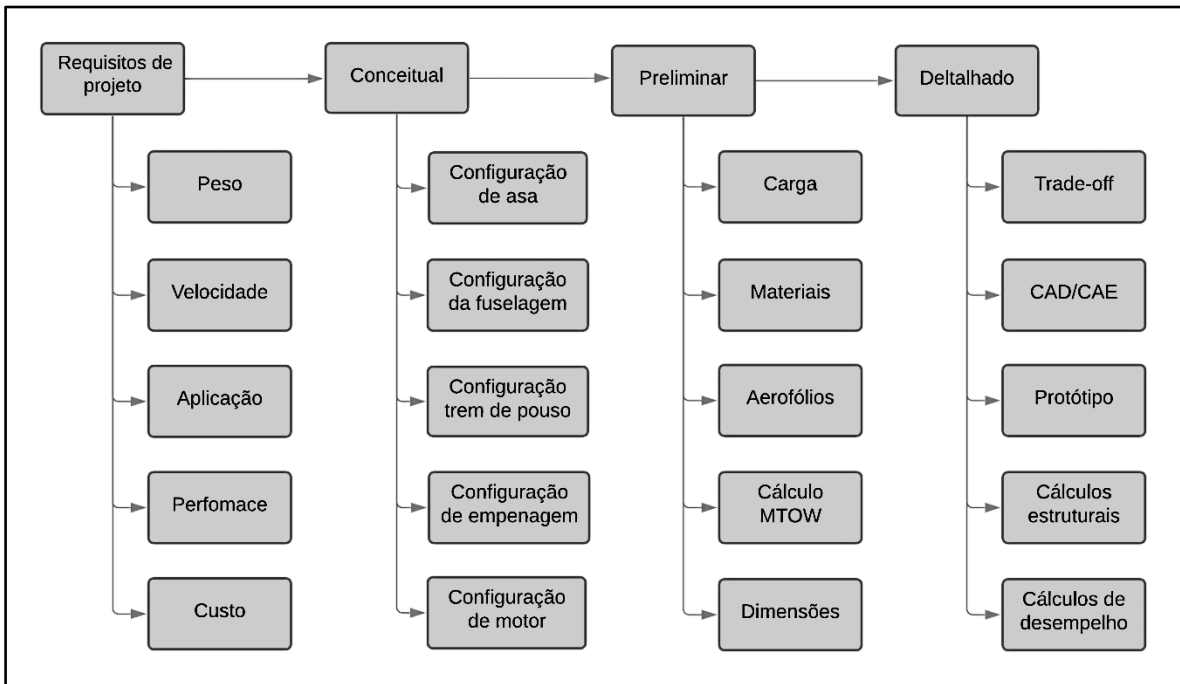 Requisitos de
projeto
Conceitual
Preliminar
Deltalhado
Peso
Velocidade
Aplicação
Perfomace
Custo
Configuração
de asa
Configuração
da fuselagem
Configuração
trem de pouso
Configuração
de empenagem
Configuração
de motor
Carga
Materiais
Aerofólios
Cálculo
MTOW
Dimensões
Trade-off
CAD/CAE
Protótipo
Cálculos
estruturais
Cálculos de
desempelho